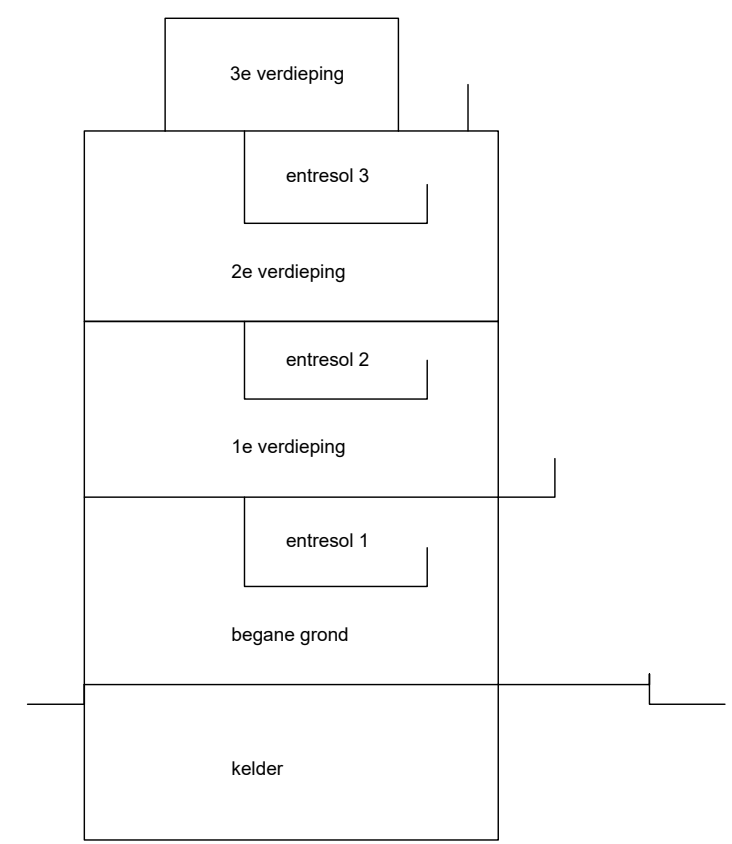 3e verdieping
entresol 3
2e verdieping
entresol 2
1e verdieping
entresol 1
begane grond
kelder